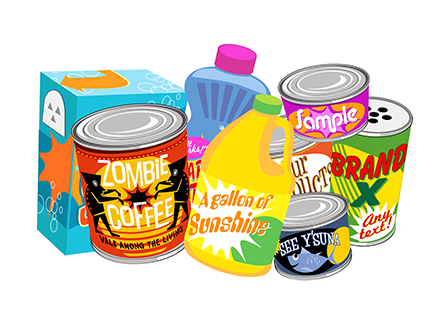 ZOMBIE
COFFEE
WALK AMONG THE LIVING
A gallon of
Sunshine
Sample
BRAND
X
Any
text!
SEE Y'SUNA